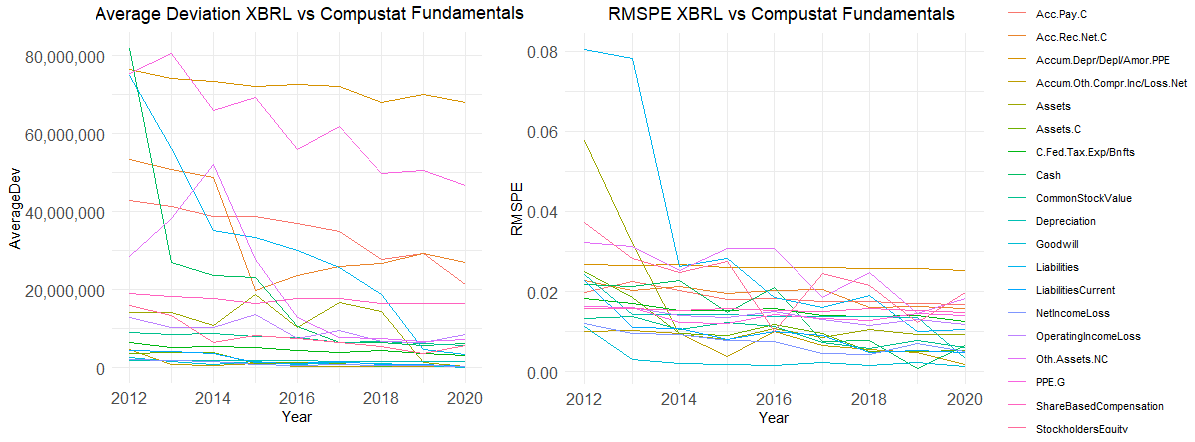 Average Deviation XBRL vs Compustat Fundamentals
80,000,000
60,000,000
40,000,000
20,000,000
0
AverageDev
2012 2014 2016 2018 2020
Year
RMSPE XBRL vs Compustat Fundamentals
0.08
0.06
0.04
0.02
0.00
RMSPE
2012 2014 2016 2018 2020
Year
Acc.Pay.C
Acc.Rec.Net.C
Accum.Depr/Depl/Amor.PPE
Accum.Oth.Compr.Inc/Loss.Net
Assets
Assets.C
C.Fed.Tax.Exp/Bnfts
Cash
CommonStockValue
Depreciation
Goodwill
Liabilities
LiabilitiesCurrent
NetIncomeLoss
OperatingIncomeLoss
Oth.Assets.NC
PPE.G
ShareBasedCompensation
StockholdersEquity